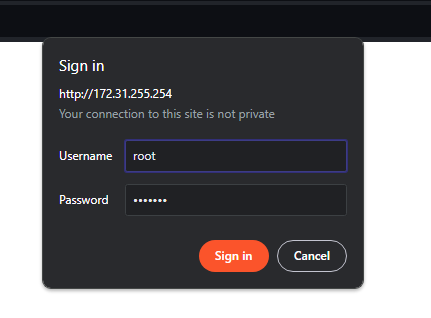 Sign in
http://172.31.255.254
Your connection to this site is not private
Username root
Password •••••••
Sign in Cancel